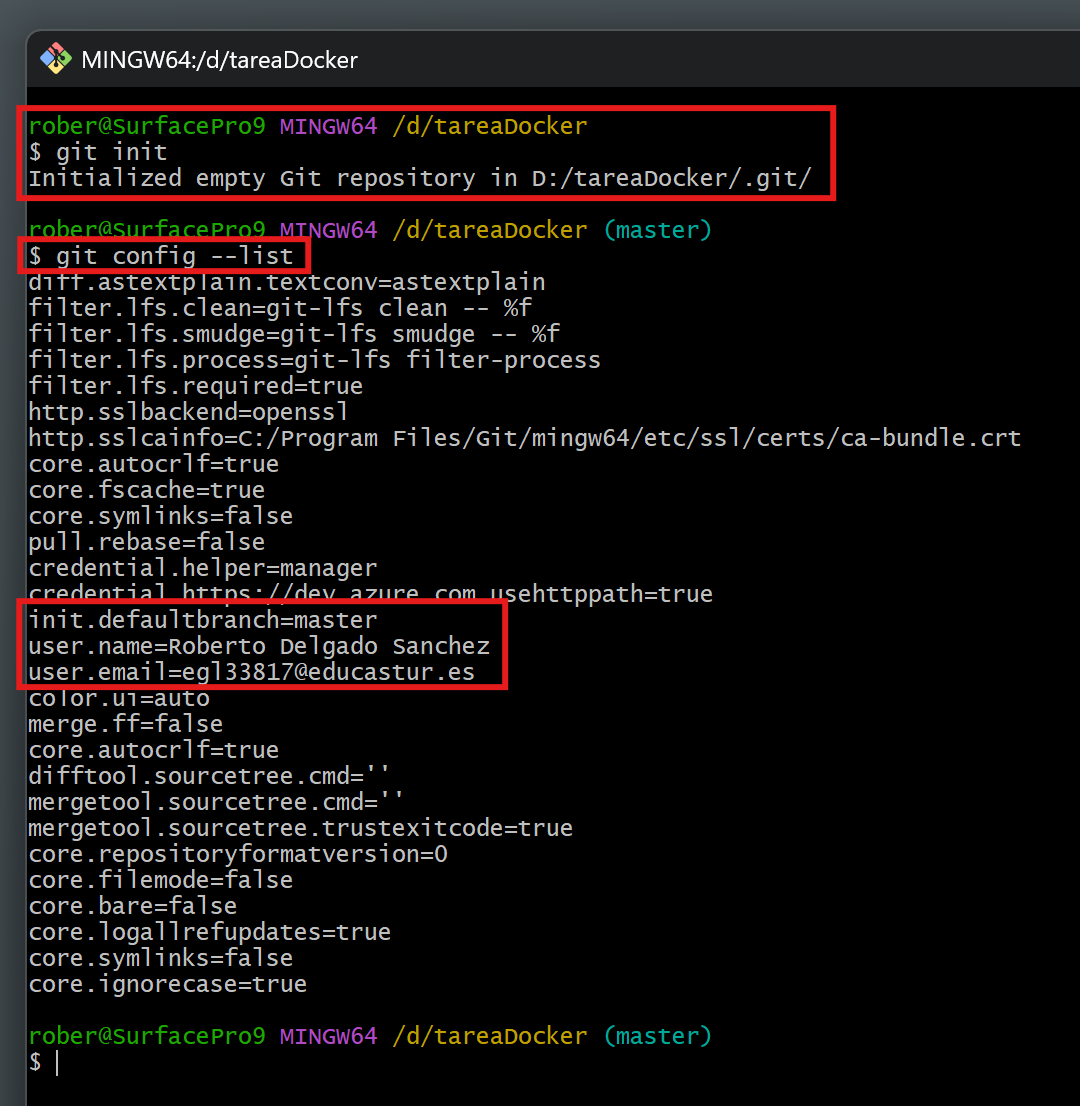 MINGW64:/d/tareaDocker
rober@SurfacePro9 MINGW64 /d/tareaDocker
$ git init
Initialized empty Git repository in D:/tareaDocker/.git/
rober@SurfacePro9 MINGW64 /d/tareaDocker (master)
$ git config --list
diff.astextplain.textconv=astextplain
filter.lfs.clean=git-lfs clean -- %f
filter.lfs.smudge=git-lfs smudge -- %f
filter.lfs.process=git-lfs filter-process
filter.lfs.required=true
http.sslbackend=openssl
http.sslcainfo=C:/Program Files/Git/mingw64/etc/ssl/certs/ca-bundle.crt
core.autocrlf=true
core.fscache=true
core.symlinks=false
pull.rebase=false
credential.helper=manager
credential.https://dev.azure.com.usehttppath=true
init.defaultbranch=master
user.name=Roberto Delgado Sanchez
user.email=egl33817@educastur.es
color.ui=auto
merge.ff=false
core.autocrlf=true
difftool.sourcetree.cmd=''
mergetool.sourcetree.cmd=''
mergetool.sourcetree.trustexitcode=true
core.repositoryformatversion=0
core.filemode=false
core.bare=false
core.logallrefupdates=true
core.symlinks=false
core.ignorecase=true
rober@SurfacePro9 MINGW64 /d/tareaDocker (master)
$